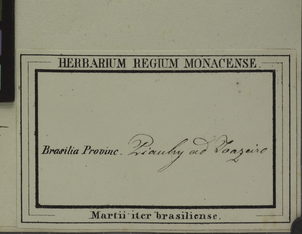 HERBARIUM REGIUM MONACENSE.
Brasilia Provinc. Piauhy ad Joazeiro
Martii iter brasiliense.